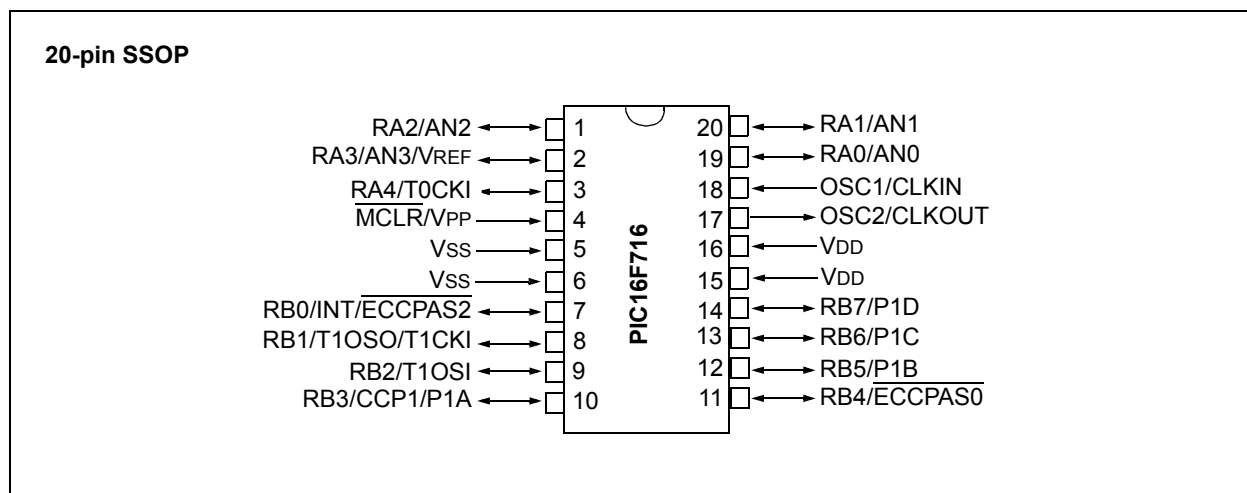 20-pin SSOP
RA2/AN2
RA3/AN3/VREF
RA4/T0CKI
MCLR/VPP
VSS
VSS
RB0/INT/ECCPAS2
RB1/T1OSO/T1CKI
RB2/T1OSI
RB3/CCP1/P1A
1
2
3
4
5
6
7
8
9
10
PIC16F716
20
19
18
17
16
15
14
13
12
11
RA1/AN1
RA0/AN0
OSC1/CLKIN
OSC2/CLKOUT
VDD
VDD
RB7/P1D
RB6/P1C
RB5/P1B
RB4/ECCPAS0